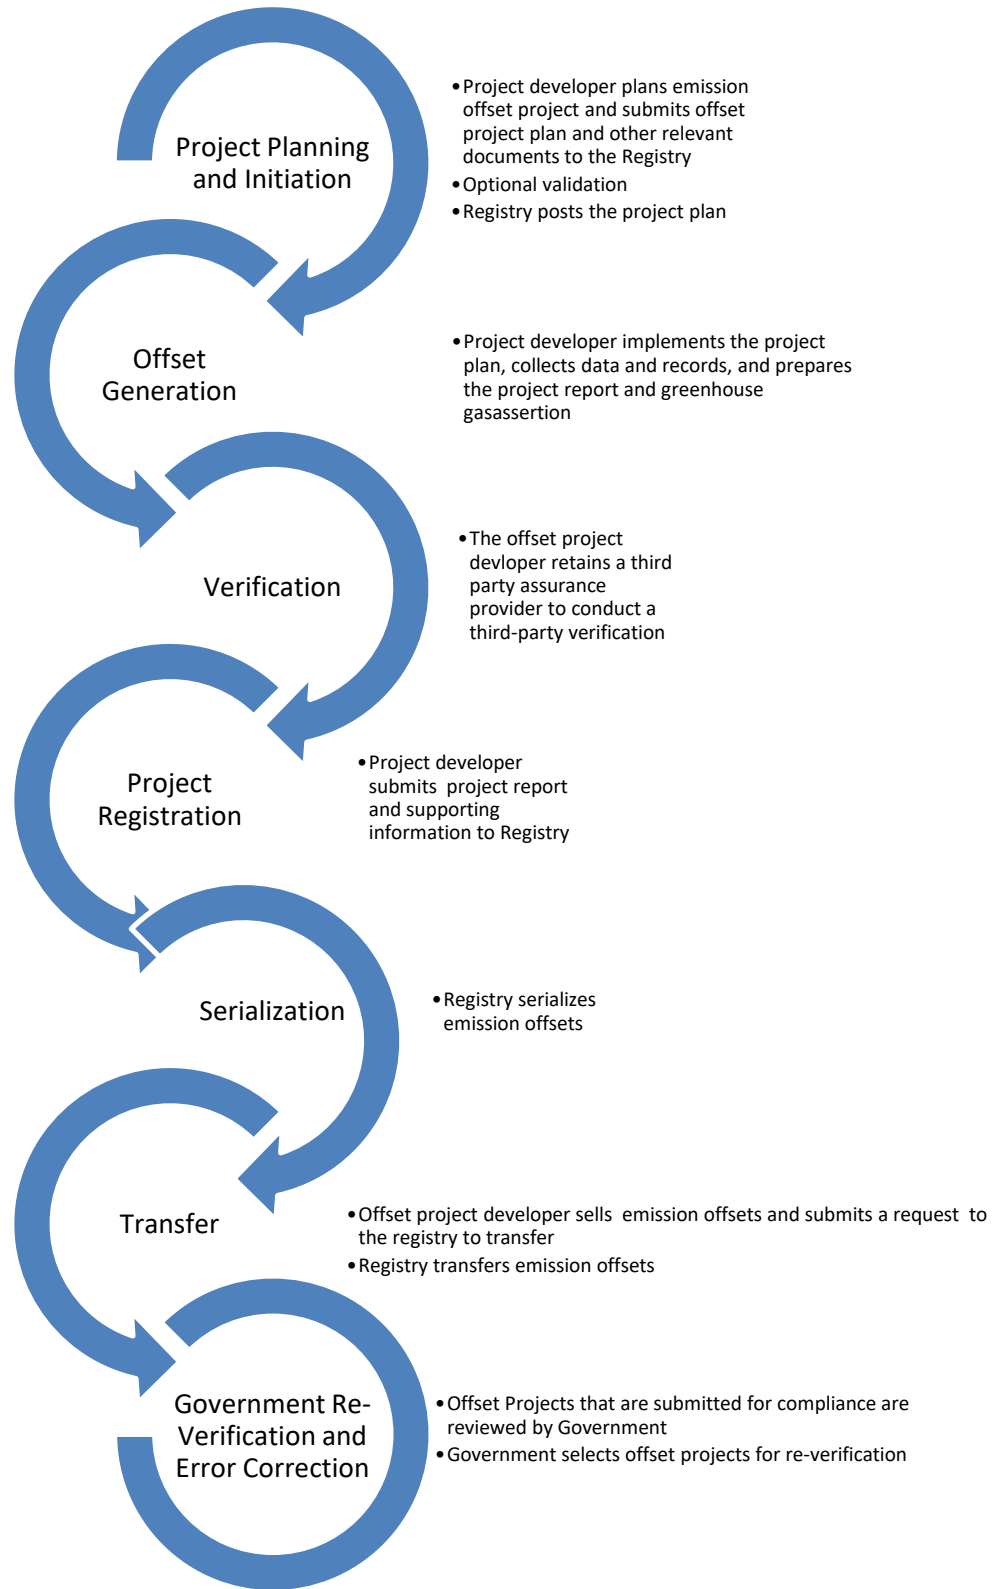 Project Planning
and Initiation
•Project developer plans emission
offset project and submits offset
project plan and other relevant
documents to the Registry
•Optional validation
•Registry posts the project plan
Offset
Generation
•Project developer implements the project
plan, collects data and records, and prepares
the project report and greenhouse
gasassertion
Verification
•The offset project
devloper retains a third
party assurance
provider to conduct a
third-party verification
Project
Registration
•Project developer
submits project report
and supporting
information to Registry
Serialization
•Registry serializes
emission offsets
Transfer
•Offset project developer sells emission offsets and submits a request to
the registry to transfer
•Registry transfers emission offsets
Government Re-
Verification and
Error Correction
•Offset Projects that are submitted for compliance are
reviewed by Government
•Government selects offset projects for re-verification